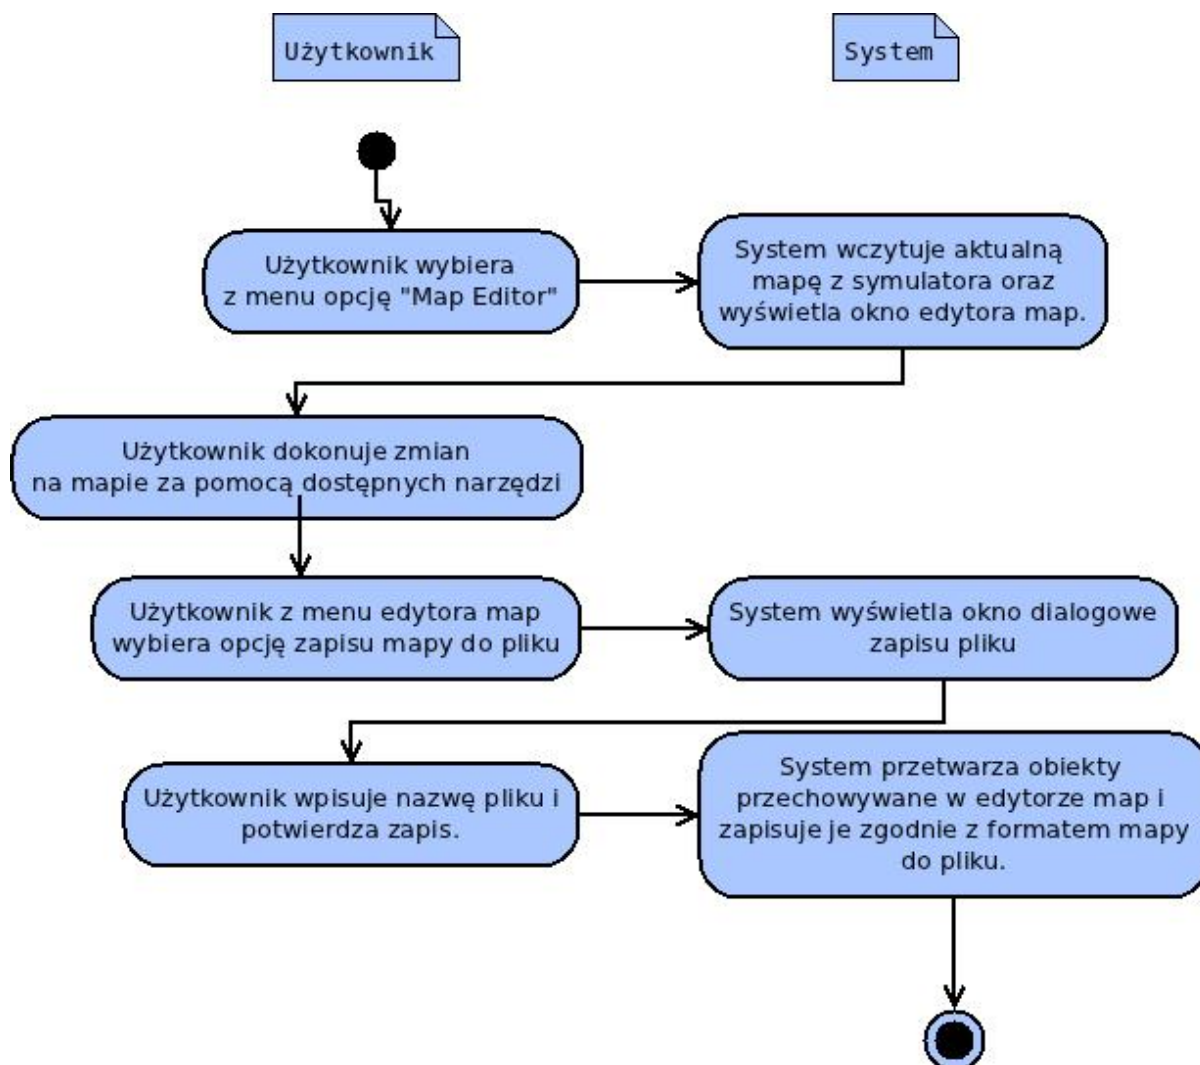 Użytkownik
System
Użytkownik wybiera
z menu opcję "Map Editor"
System wczytuje aktualną
mapę z symulatora oraz
wyświetla okno edytora map.
Użytkownik dokonuje zmian
na mapie za pomocą dostępnych narzędzi
Użytkownik z menu edytora map
wybiera opcję zapisu mapy do pliku
System wyświetla okno dialogowe
zapisu pliku
Użytkownik wpisuje nazwę pliku i
potwierdza zapis.
System przetwarza obiekty
przechowywane w edytorze map i
zapisuje je zgodnie z formatem mapy
do pliku.